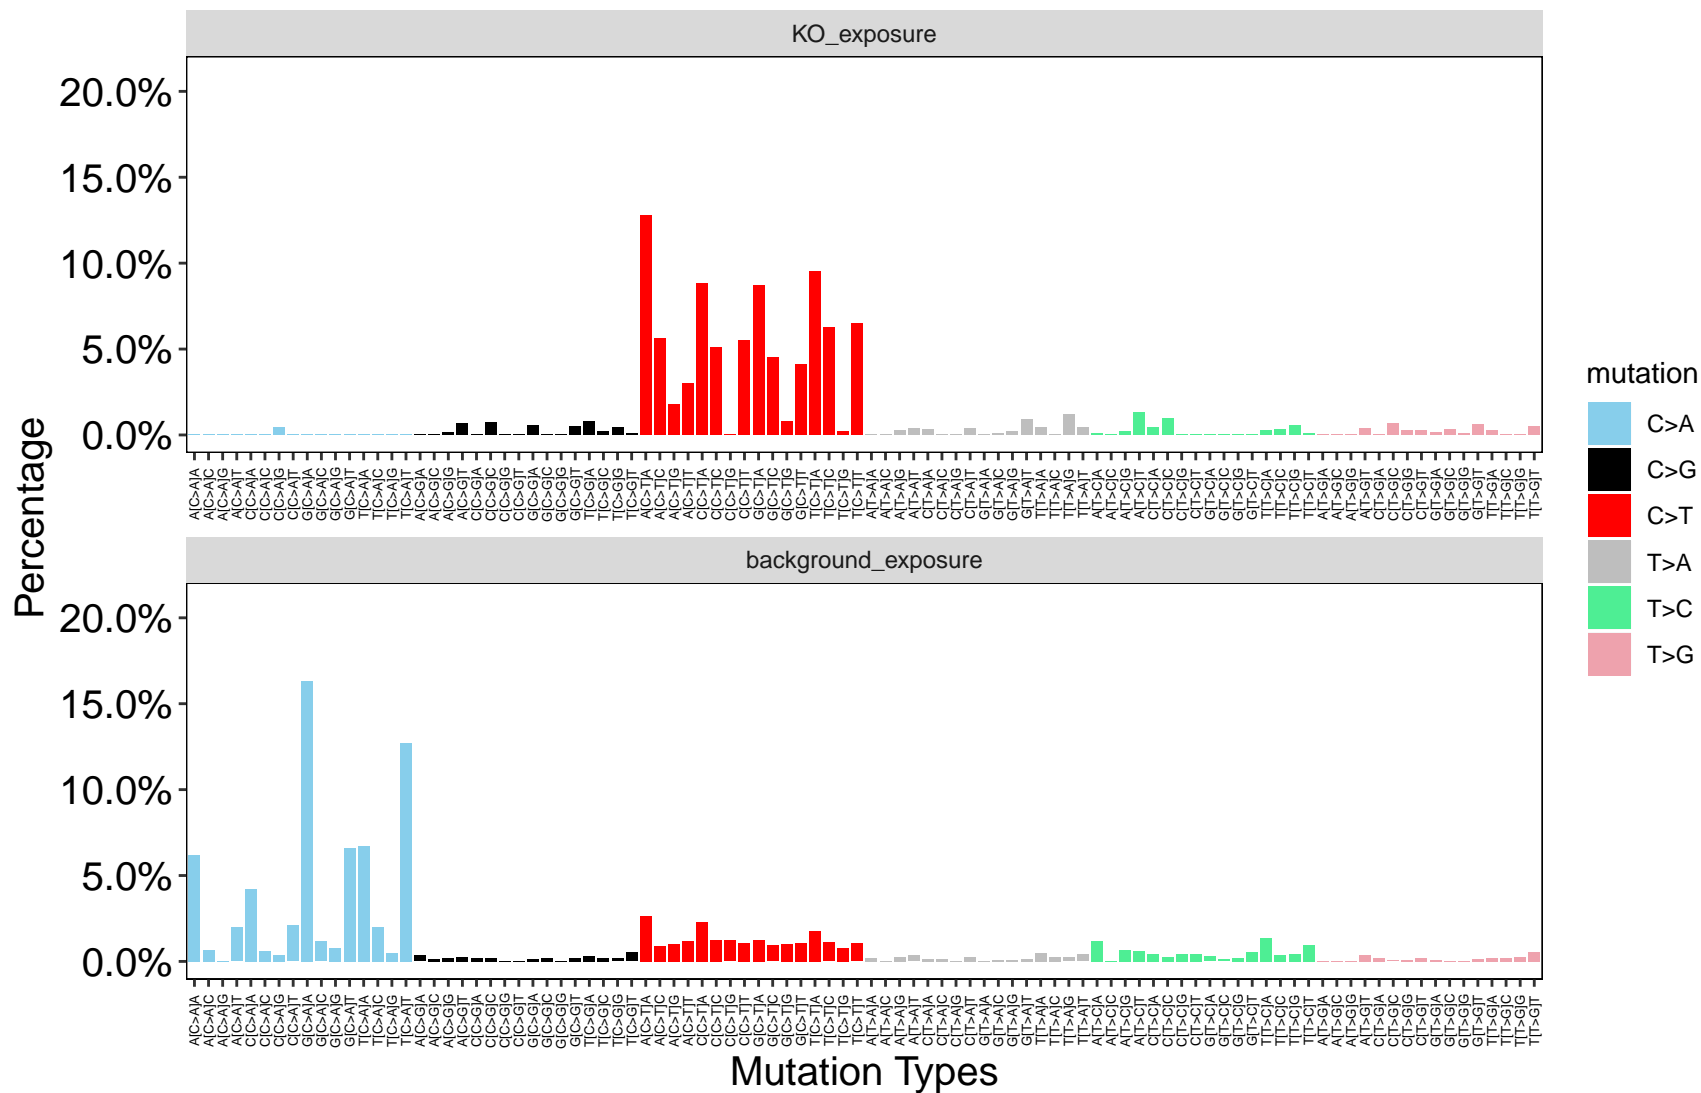 KO_exposure
20.0%
15.0%
10.0%
5.0%
0.0%
A[C>A]A A[C>A]C A[C>A]G A[C>A]T C[C>A]A C[C>A]C C[C>A]G C[C>A]T G[C>A]A G[C>A]C G[C>A]G G[C>A]T T[C>A]A T[C>A]C T[C>A]G T[C>A]T A[C>G]A A[C>G]C A[C>G]G A[C>G]T C[C>G]A C[C>G]C C[C>G]G C[C>G]T G[C>G]A G[C>G]C G[C>G]G G[C>G]T T[C>G]A T[C>G]C T[C>G]G T[C>G]T A[C>T]A A[C>T]C A[C>T]G A[C>T]T C[C>T]A C[C>T]C C[C>T]G C[C>T]T G[C>T]A G[C>T]C G[C>T]G G[C>T]T T[C>T]A T[C>T]C T[C>T]G T[C>T]T A[T>A]A A[T>A]C A[T>A]G A[T>A]T C[T>A]A C[T>A]C C[T>A]G C[T>A]T G[T>A]A G[T>A]C G[T>A]G G[T>A]T T[T>A]A T[T>A]C T[T>A]G T[T>A]T A[T>C]A A[T>C]C A[T>C]G A[T>C]T C[T>C]A C[T>C]C C[T>C]G C[T>C]T G[T>C]A G[T>C]C G[T>C]G G[T>C]T T[T>C]A T[T>C]C T[T>C]G T[T>C]T A[T>G]A A[T>G]C A[T>G]G A[T>G]T C[T>G]A C[T>G]C C[T>G]G C[T>G]T G[T>G]A G[T>G]C G[T>G]G G[T>G]T T[T>G]A T[T>G]C T[T>G]G T[T>G]T
Percentage
background_exposure
20.0%
15.0%
10.0%
5.0%
0.0%
A[C>A]A A[C>A]C A[C>A]G A[C>A]T C[C>A]A C[C>A]C C[C>A]G C[C>A]T G[C>A]A G[C>A]C G[C>A]G G[C>A]T T[C>A]A T[C>A]C T[C>A]G T[C>A]T A[C>G]A A[C>G]C A[C>G]G A[C>G]T C[C>G]A C[C>G]C C[C>G]G C[C>G]T G[C>G]A G[C>G]C G[C>G]G G[C>G]T T[C>G]A T[C>G]C T[C>G]G T[C>G]T A[C>T]A A[C>T]C A[C>T]G A[C>T]T C[C>T]A C[C>T]C C[C>T]G C[C>T]T G[C>T]A G[C>T]C G[C>T]G G[C>T]T T[C>T]A T[C>T]C T[C>T]G T[C>T]T A[T>A]A A[T>A]C A[T>A]G A[T>A]T C[T>A]A C[T>A]C C[T>A]G C[T>A]T G[T>A]A G[T>A]C G[T>A]G G[T>A]T T[T>A]A T[T>A]C T[T>A]G T[T>A]T A[T>C]A A[T>C]C A[T>C]G A[T>C]T C[T>C]A C[T>C]C C[T>C]G C[T>C]T G[T>C]A G[T>C]C G[T>C]G G[T>C]T T[T>C]A T[T>C]C T[T>C]G T[T>C]T A[T>G]A A[T>G]C A[T>G]G A[T>G]T C[T>G]A C[T>G]C C[T>G]G C[T>G]T G[T>G]A G[T>G]C G[T>G]G G[T>G]T T[T>G]A T[T>G]C T[T>G]G T[T>G]T
Mutation Types
mutation
C>A
C>G
C>T
T>A
T>C
T>G